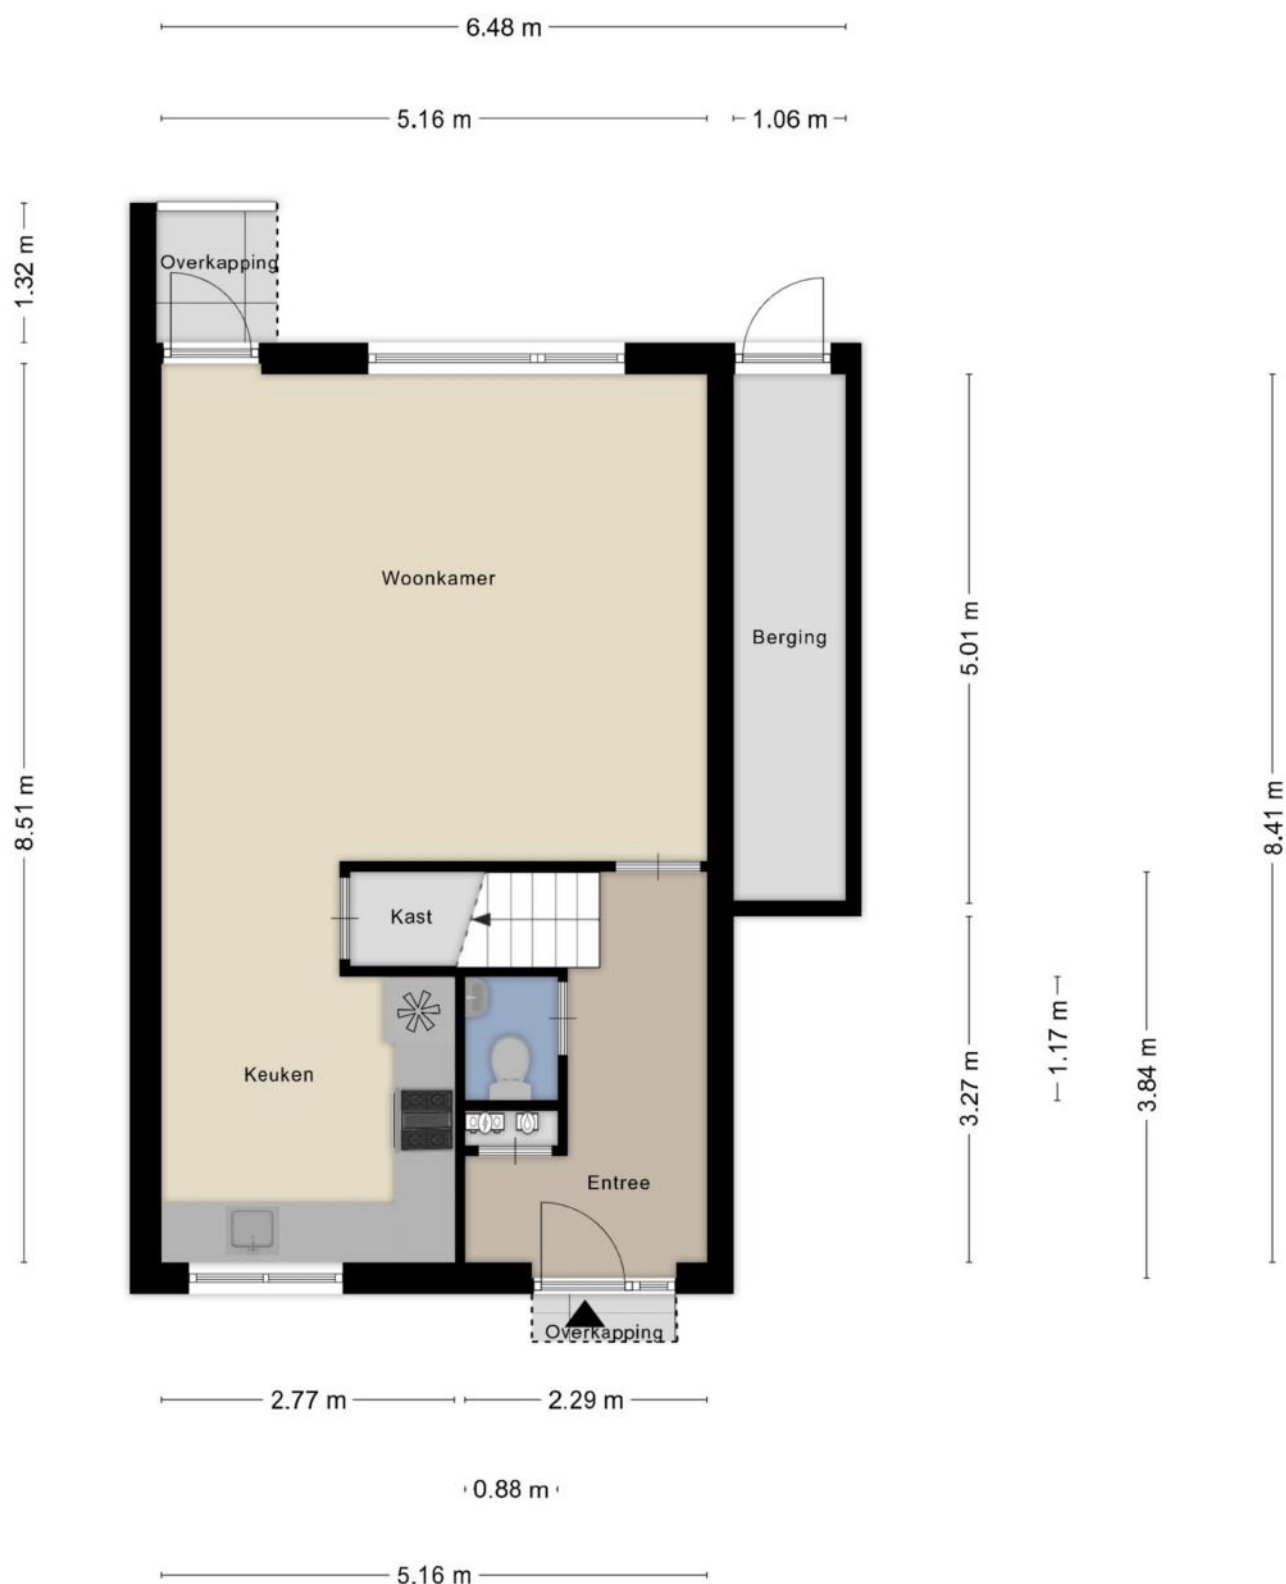 6.48 m
5.16 m
1.06 m
1.32 m
Overkapping
Woonkamer
Berging
5.01 m
8.51 m
8.41 m
Kast
Keuken
1.17 m
3.27 m
3.84 m
Entree
Overkapping
2.77 m
2.29 m
0.88 m
5.16 m